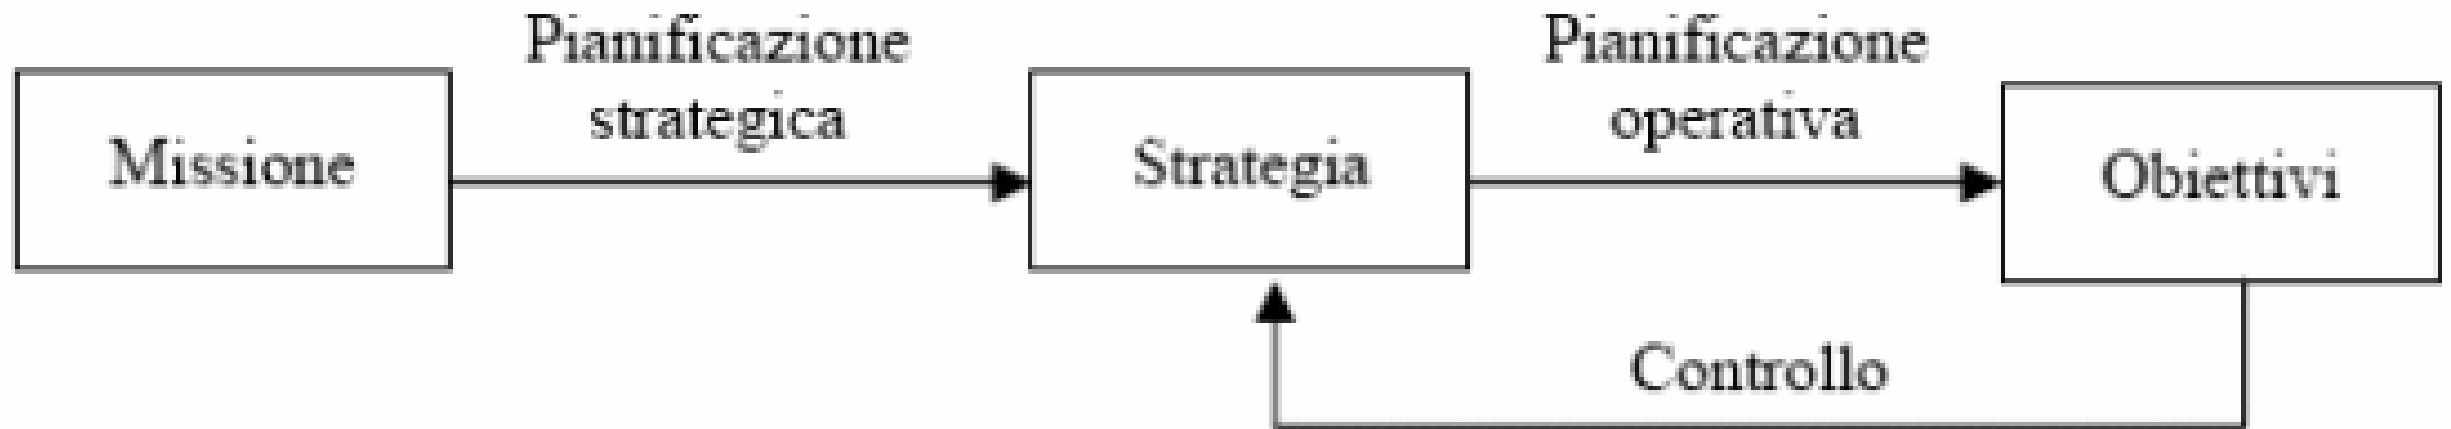 Missione
Pianificazione
strategica
Strategia
Pianificazione
operativa
Obiettivi
Controllo